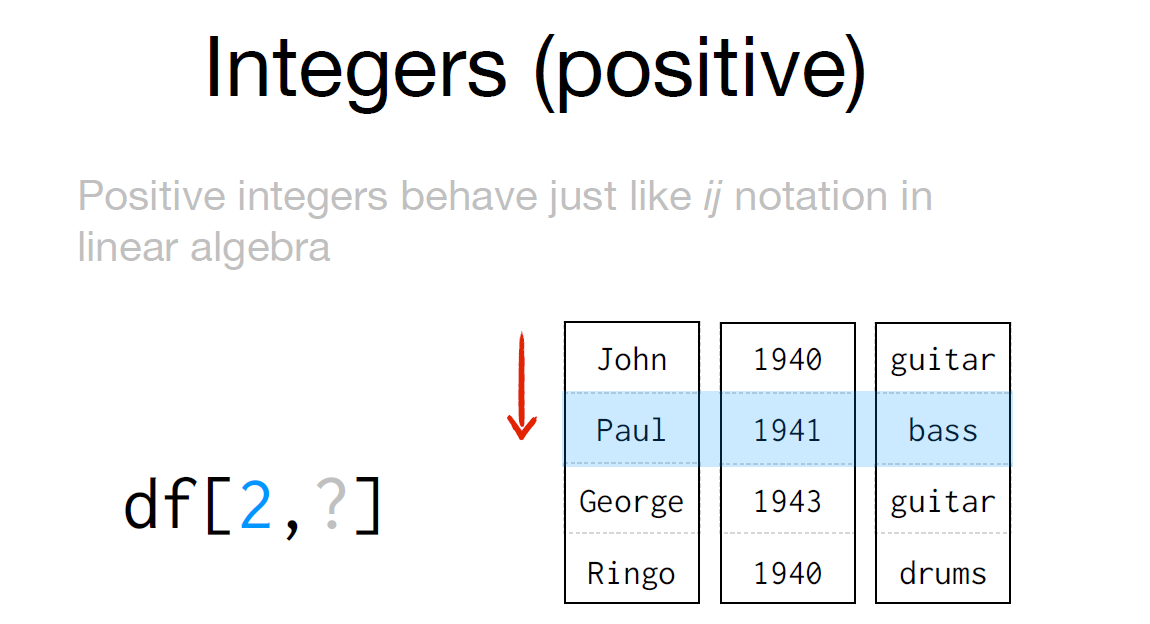 Integers (positive)
Positive integers behave just like ij notation in
linear algebra
df[2,?]
John 1940 guitar
Paul 1941 bass
George 1943 guitar
Ringo 1940 drums